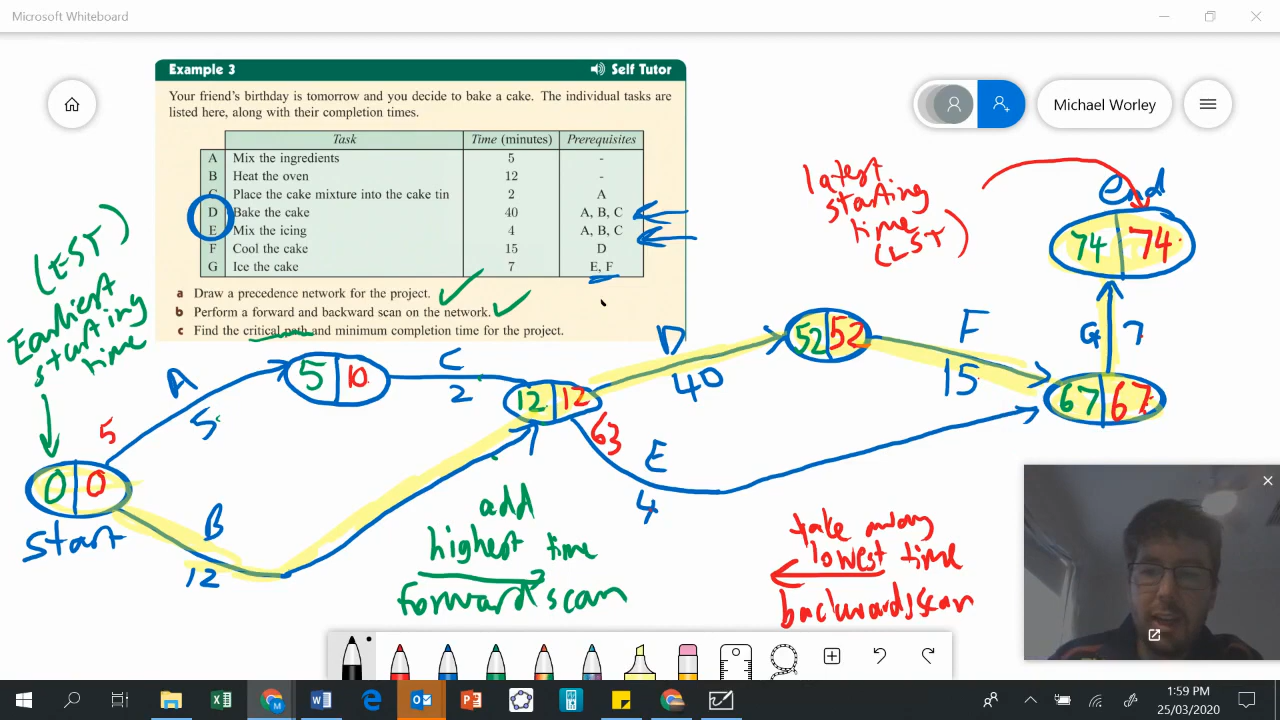 Microsoft Whiteboard
Example 3
Self Tutor
Your friend's birthday is tomorrow and you decide to bake a cake. The individual tasks are
listed here, along with their completion times.
Task Time (minutes) Prerequisites
A Mix the ingredients 5 -
B Heat the oven 12 -
C Place the cake mixture into the cake tin 2 A
D Bake the cake 40 A, B, C
E Mix the icing 4 A, B, C
F Cool the cake 15 D
G Ice the cake 7 E, F
a Draw a precedence network for the project.
b Perform a forward and backward scan on the network.
c Find the critical path and minimum completion time for the project.
Michael Worley
latest
starting
time
(LST)
end
74 74
(EST)
Earliest
starting
time
A
5
5
5 10
C
2
12 12
D
40
52 52
F
15
G 7
67 67
63
E
4
0 0
start
B
12
add
highest time
forward scan
take away
lowest time
backward scan
1:59 PM
25/03/2020